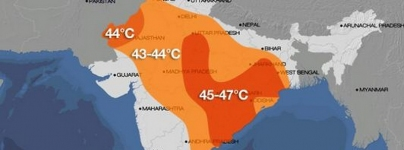 PAKISTAN
UTTARAKHAND
DELHI
NEPAL
ARUNACHAL PRADESH
44°C
RAJASTHAN
UTTAR PRADESH
43-44°C
BIHAR
GUJARAT
MADHYA PRADESH
JHARKHAND
WEST BENGAL
45-47°C
MYANMAR
MAHARASHTRA
ODISHA
ANDHRA PRADESH